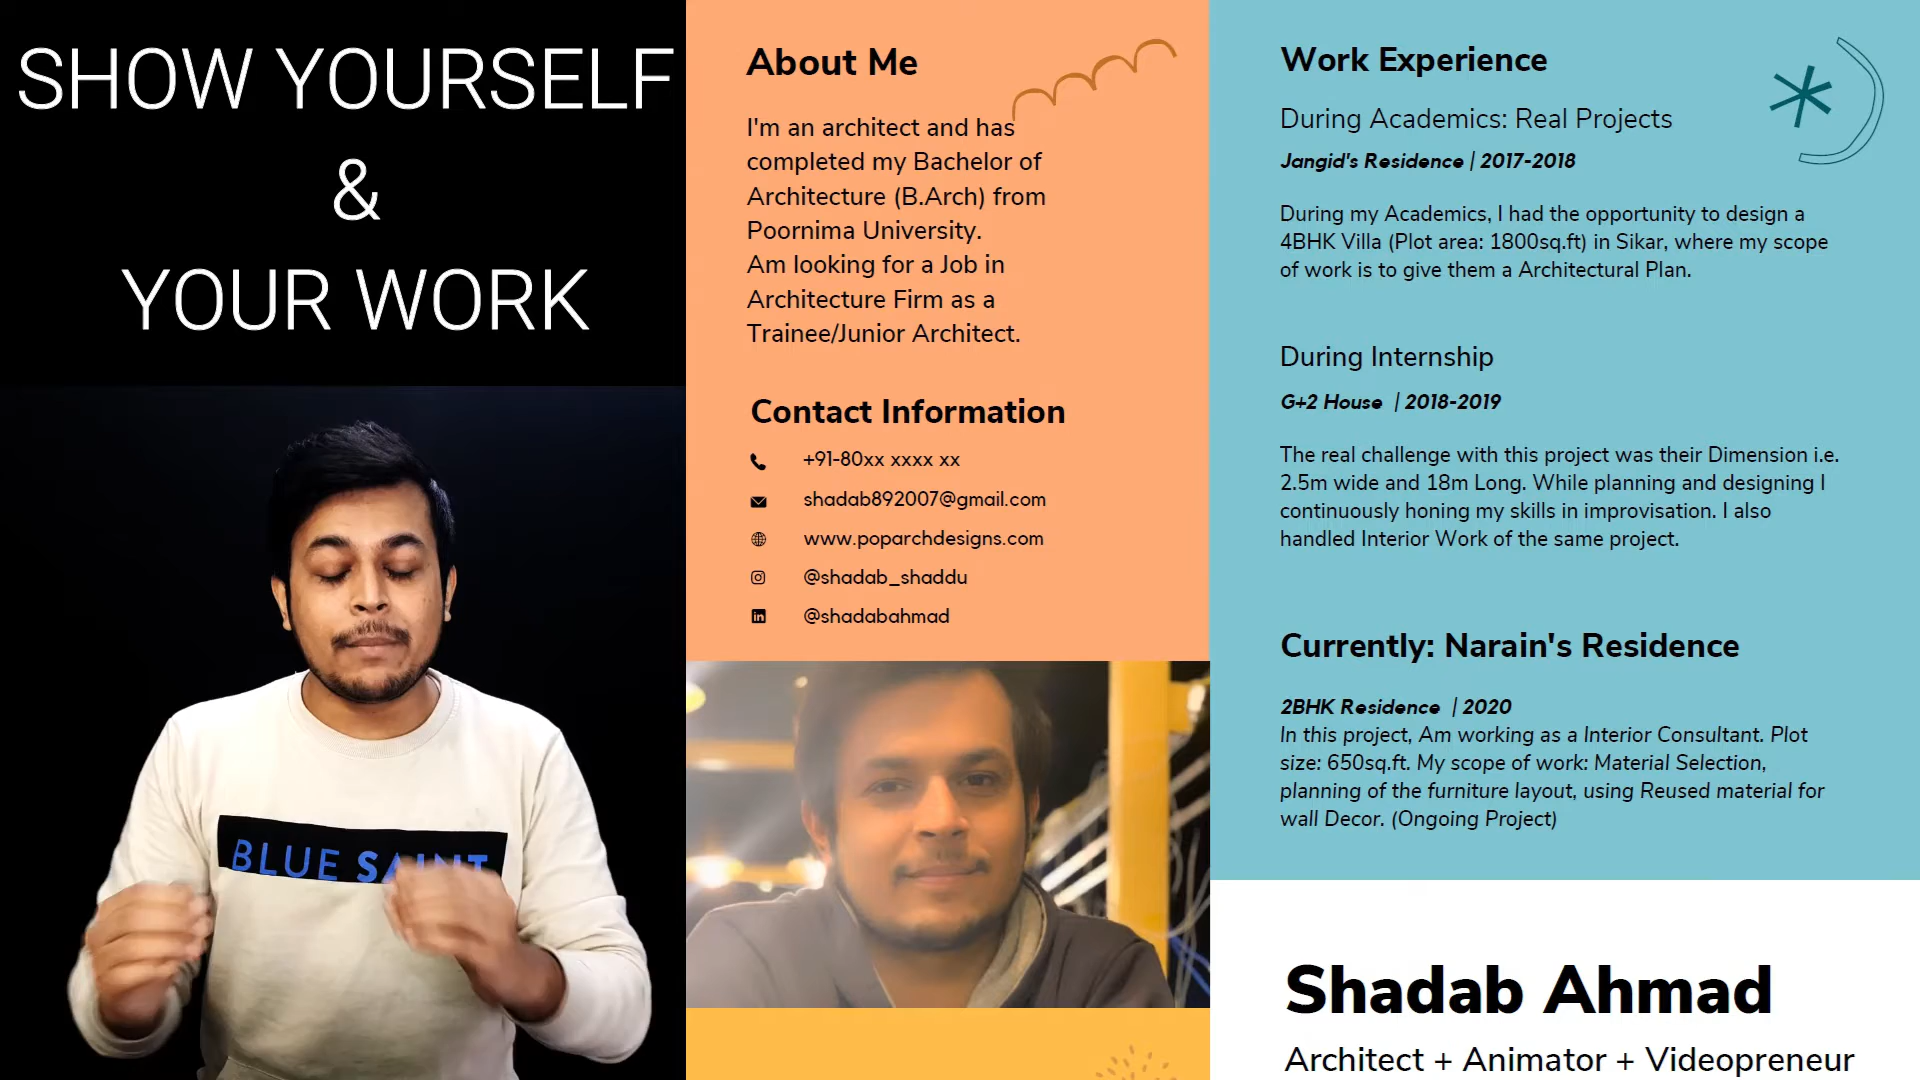 SHOW YOURSELF
&
YOUR WORK
BLUE SAINT
About Me
I'm an architect and has
completed my Bachelor of
Architecture (B.Arch) from
Poornima University.
Am looking for a Job in
Architecture Firm as a
Trainee/Junior Architect.
Contact Information
+91-80xx xxxx xx
shadab892007@gmail.com
www.poparchdesigns.com
@shadab_shaddu
in
@shadabahmad
Work Experience
During Academics: Real Projects
Jangid's Residence | 2017-2018
During my Academics, I had the opportunity to design a
4BHK Villa (Plot area: 1800sq.ft) in Sikar, where my scope
of work is to give them a Architectural Plan.
During Internship
G+2 House | 2018-2019
The real challenge with this project was their Dimension i.e.
2.5m wide and 18m Long. While planning and designing I
continuously honing my skills in improvisation. I also
handled Interior Work of the same project.
Currently: Narain's Residence
2BHK Residence | 2020
In this project, Am working as a Interior Consultant. Plot
size: 650sq.ft. My scope of work: Material Selection,
planning of the furniture layout, using Reused material for
wall Decor. (Ongoing Project)
Shadab Ahmad
Architect + Animator + Videopreneur